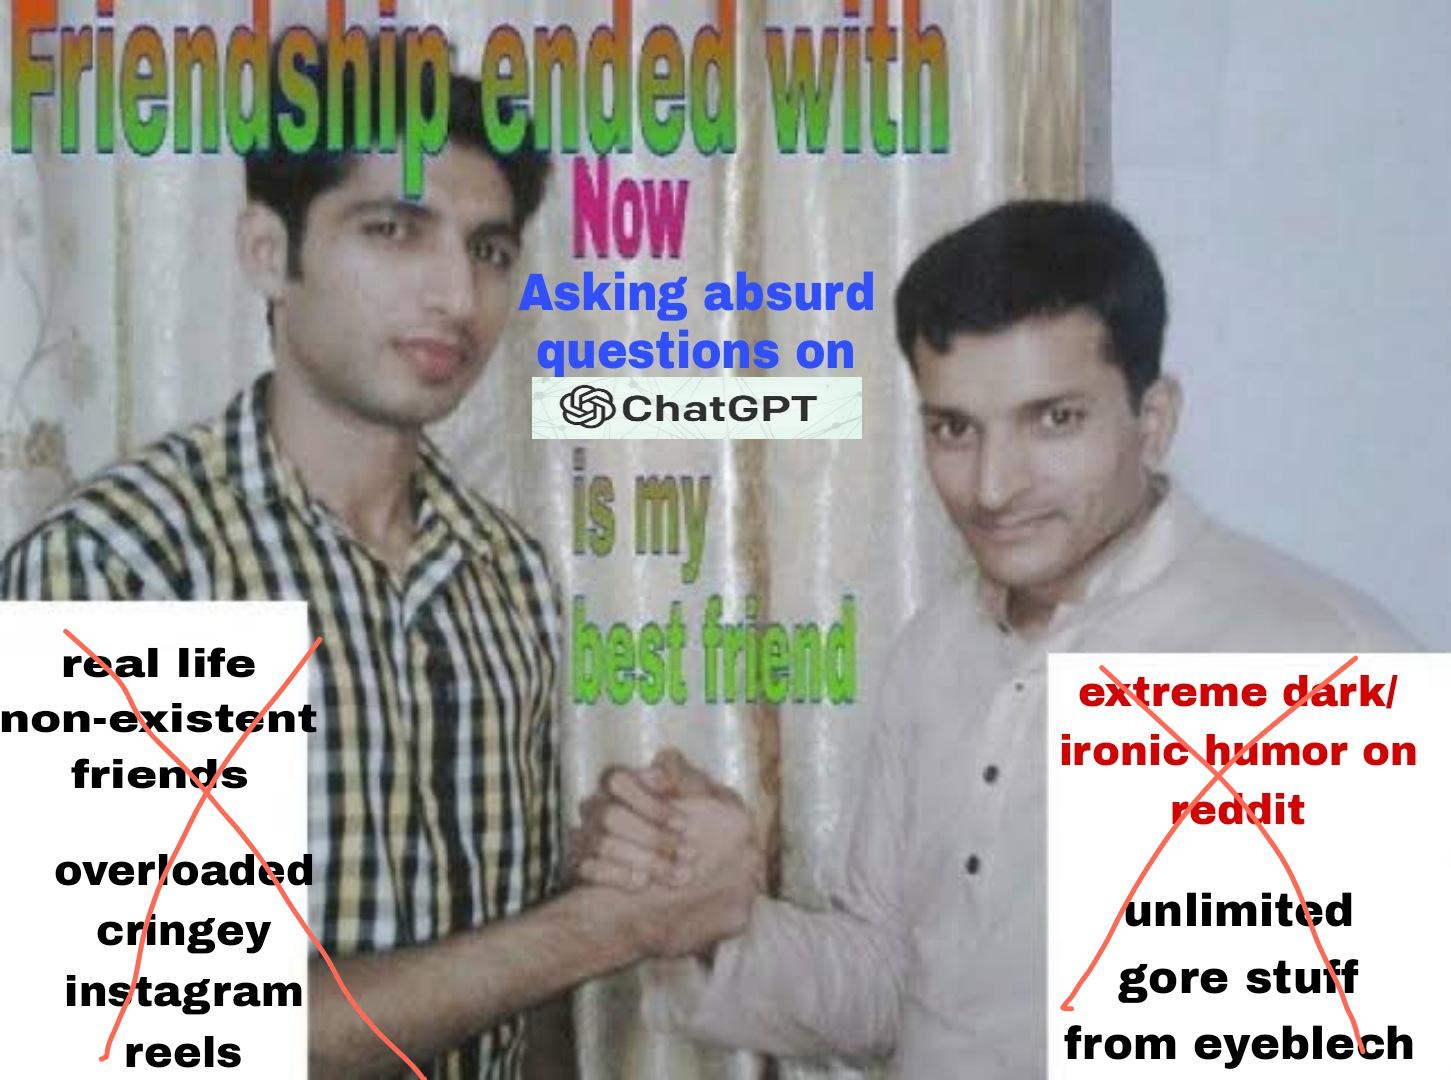 Friendship ended with
Now
Asking absurd
questions on
ChatGPT
is my
best friend
real life
non-existent
friends
overloaded
cringey
instagram
reels
extreme dark/
ironic humor on
reddit
unlimited
gore stuff
from eyeblech